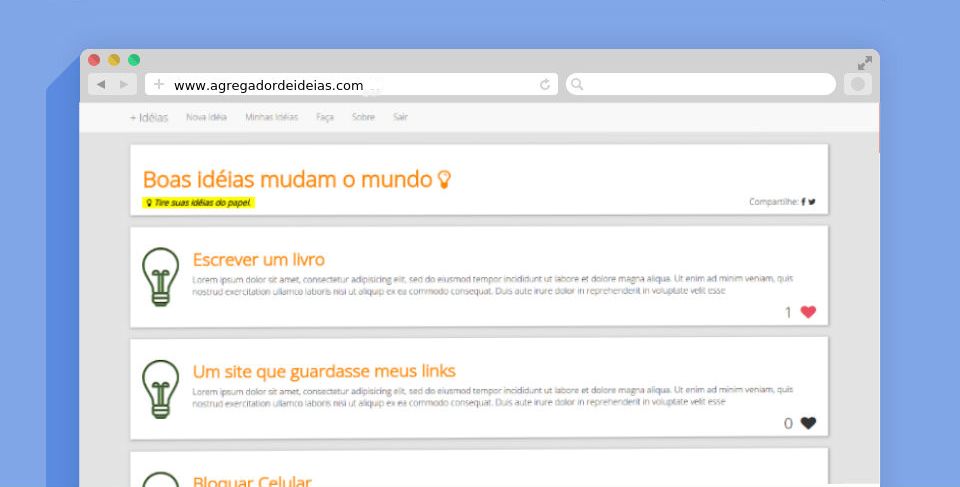 www.agregadordeideias.com
+ Idéias Nova Idéia Minhas Idéias Faça Sobre Sair
Boas idéias mudam o mundo
Tire suas idéias do papel.
Compartilhe:
Escrever um livro
Lorem ipsum dolor sit amet, consectetur adipisicing elit, sed do eiusmod tempor incididunt ut labore et dolore magna aliqua. Ut enim ad minim veniam, quis
nostrud exercitation ullamco laboris nisi ut aliquip ex ea commodo consequat. Duis aute irure dolor in reprehenderit in voluptate velit esse
1
Um site que guardasse meus links
Lorem ipsum dolor sit amet, consectetur adipisicing elit, sed do eiusmod tempor incididunt ut labore et dolore magna aliqua. Ut enim ad minim veniam, quis
nostrud exercitation ullamco laboris nisi ut aliquip ex ea commodo consequat. Duis aute irure dolor in reprehenderit in voluptate velit esse
0
Bloquar Celular